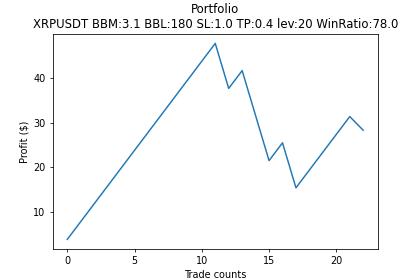 Portfolio
XRPUSDT BBM:3.1 BBL:180 SL:1.0 TP:0.4 lev:20 WinRatio:78.0
Profit ($)
40
30
20
10
0
5
10
15
20
Trade counts